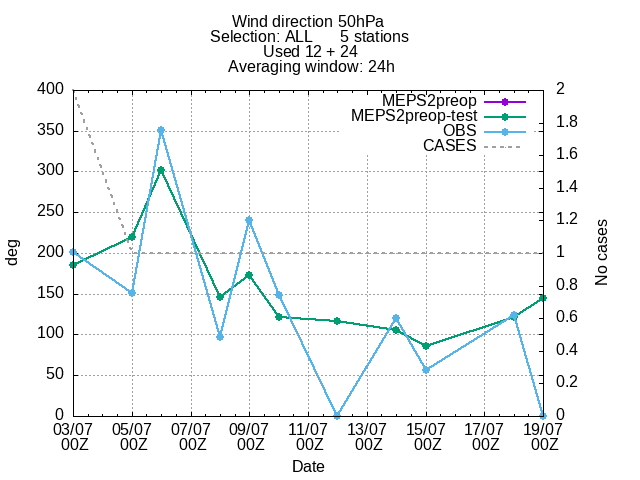 Wind direction 50hPa
Selection: ALL 5 stations
Used 12 + 24
Averaging window: 24h
MEPS2preop
MEPS2preop-test
OBS
CASES
400
350
300
250
200
150
100
50
0
deg
2
1.8
1.6
1.4
1.2
1
0.8
0.6
0.4
0.2
0
No cases
03/07 05/07 07/07 09/07 11/07 13/07 15/07 17/07 19/07
00Z 00Z 00Z 00Z 00Z 00Z 00Z 00Z 00Z
Date